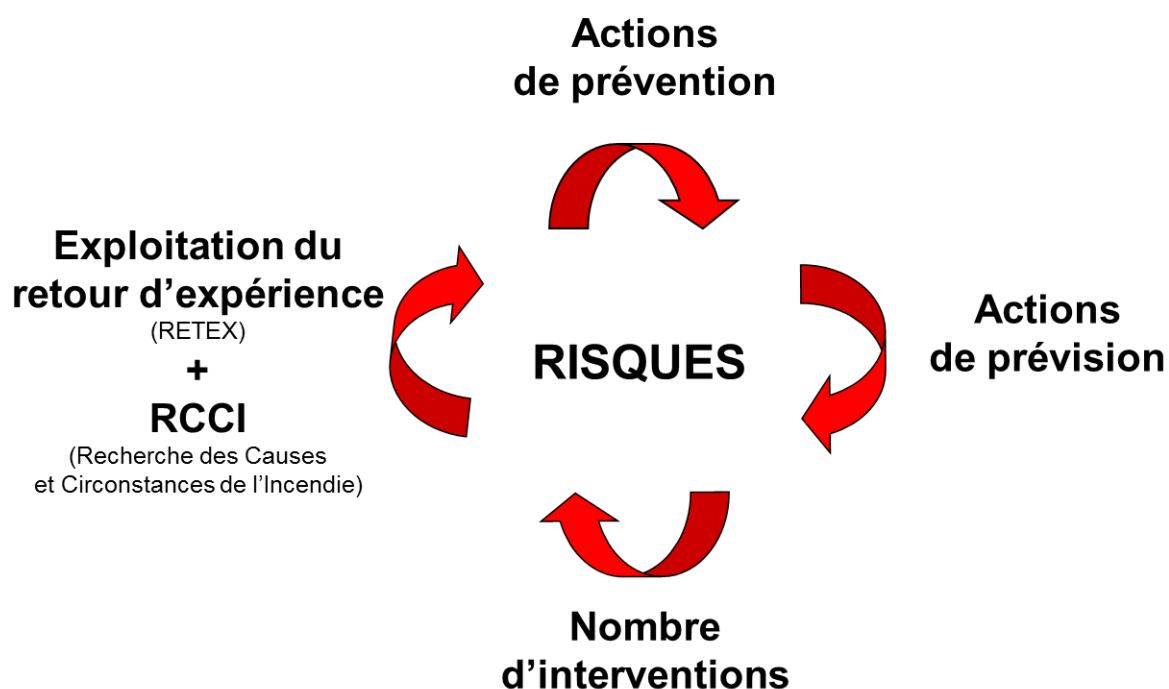 Actions
de prévention
Exploitation du
retour d’expérience
(RETEX)
+
RCCI
(Recherche des Causes
et Circonstances de l’Incendie)
RISQUES
Actions
de prévision
Nombre
d’interventions